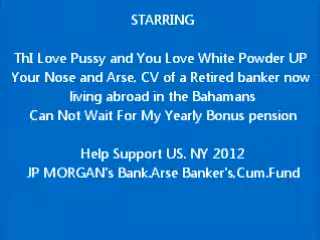 STARRING
ThI Love Pussy and You Love White Powder UP
Your Nose and Arse, CV of a Retired banker now
living abroad in the Bahamans
Can Not Wait For My Yearly Bonus pension
Help Support US. NY 2012
JP MORGAN's Bank.Arse Banker's,Cum.Fund